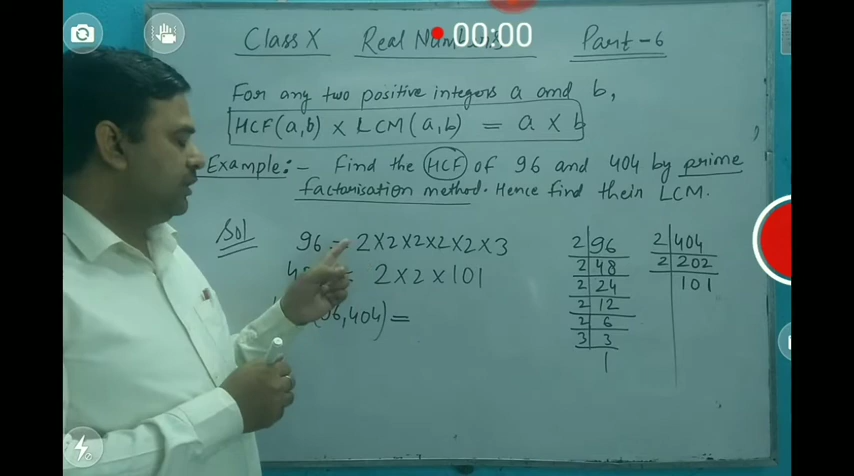 00:00
Class X Real Numbers Part-6
For any two positive integers a and b,
HCF(a,b) × LCM(a,b) = a × b
Example:- Find the HCF of 96 and 404 by prime
factorisation method. Hence find their LCM.
Sol
96 = 2×2×2×2×2×3
= 2×2×101
,404) =
2 96
2 48
2 24
2 12
2 6
3 3
1
2 404
2 202
101